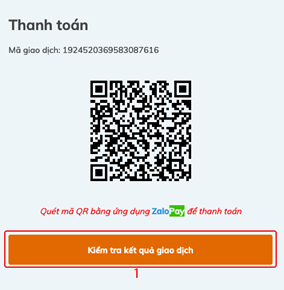 Thanh toán
Mã giao dịch: 1924520369583087616
Quét mã QR bằng ứng dụng ZaloPay để thanh toán
Kiểm tra kết quả giao dịch
1